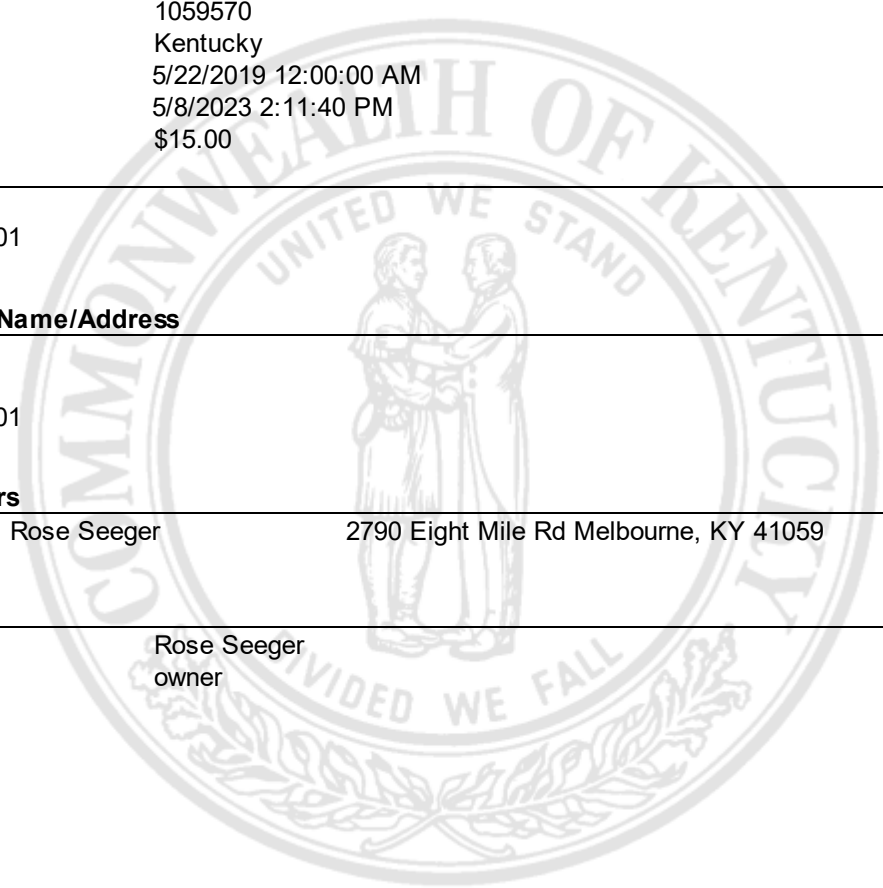 1059570
Kentucky
5/22/2019 12:00:00 AM
5/8/2023 2:11:40 PM
$15.00
01
Name/Address
01
rs
Rose Seeger 2790 Eight Mile Rd Melbourne, KY 41059
Rose Seeger
owner
COMMONWEALTH OF KENTUCKY
UNITED WE STAND
DIVIDED WE FALL